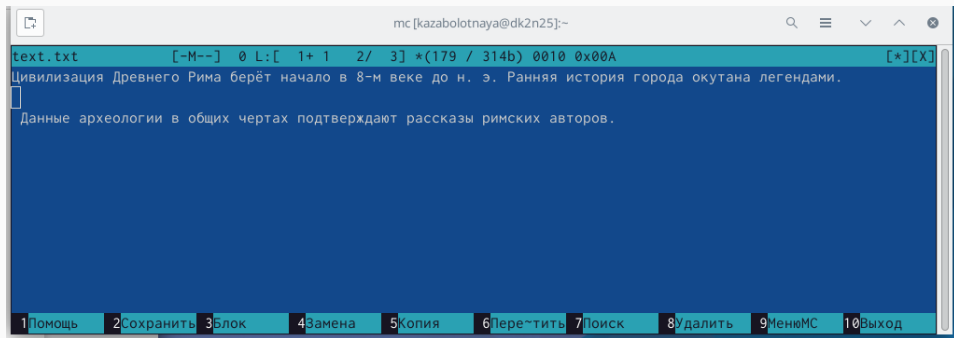 mc [kazabolotnaya@dk2n25]:~
text.txt [-M--] 0 L:[ 1+ 1 2/ 3] *(179 / 314b) 0010 0x00A [*][X]
Цивилизация Древнего Рима берёт начало в 8-м веке до н. э. Ранняя история города окутана легендами.
Данные археологии в общих чертах подтверждают рассказы римских авторов.
1Помощь 2Сохранить 3Блок 4Замена 5Копия 6Пере~тить 7Поиск 8Удалить 9МенюМС 10Выход